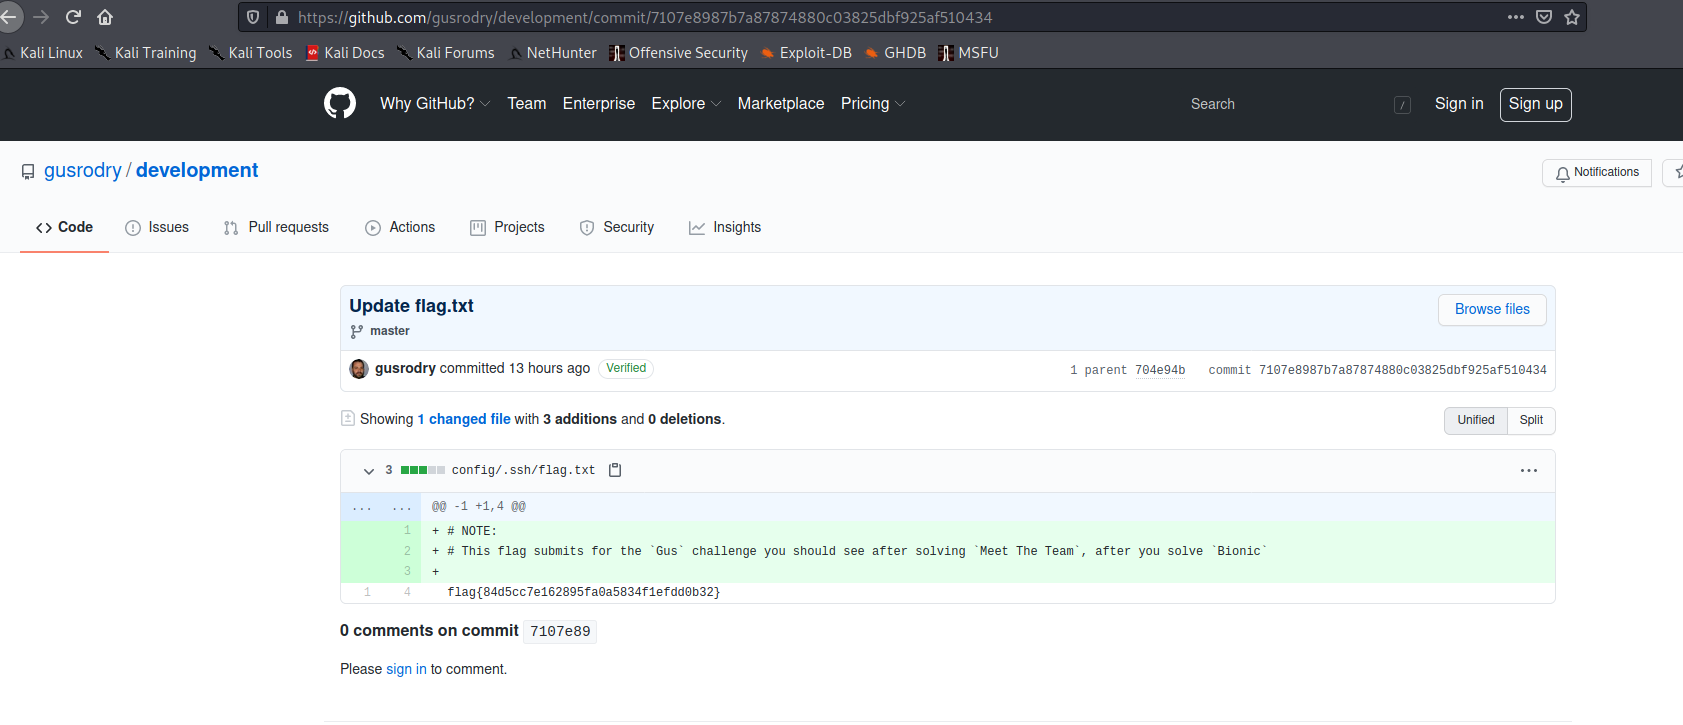 https://github.com/gusrodry/development/commit/7107e8987b7a87874880c03825dbf925af510434
Kali Linux Kali Training Kali Tools Kali Docs Kali Forums NetHunter Offensive Security Exploit-DB GHDB MSFU
Why GitHub? Team Enterprise Explore Marketplace Pricing Search / Sign in Sign up
gusrodry / development
Notifications
Code Issues Pull requests Actions Projects Security Insights
Update flag.txt
Browse files
master
gusrodry committed 13 hours ago Verified 1 parent 704e94b commit 7107e8987b7a87874880c03825dbf925af510434
Showing 1 changed file with 3 additions and 0 deletions.
Unified Split
3 config/.ssh/flag.txt
... ... @@ -1 +1,4 @@
1 + # NOTE:
2 + # This flag submits for the `Gus` challenge you should see after solving `Meet The Team`, after you solve `Bionic`
3 +
1 4 flag{84d5cc7e162895fa0a5834f1efdd0b32}
0 comments on commit 7107e89
Please sign in to comment.